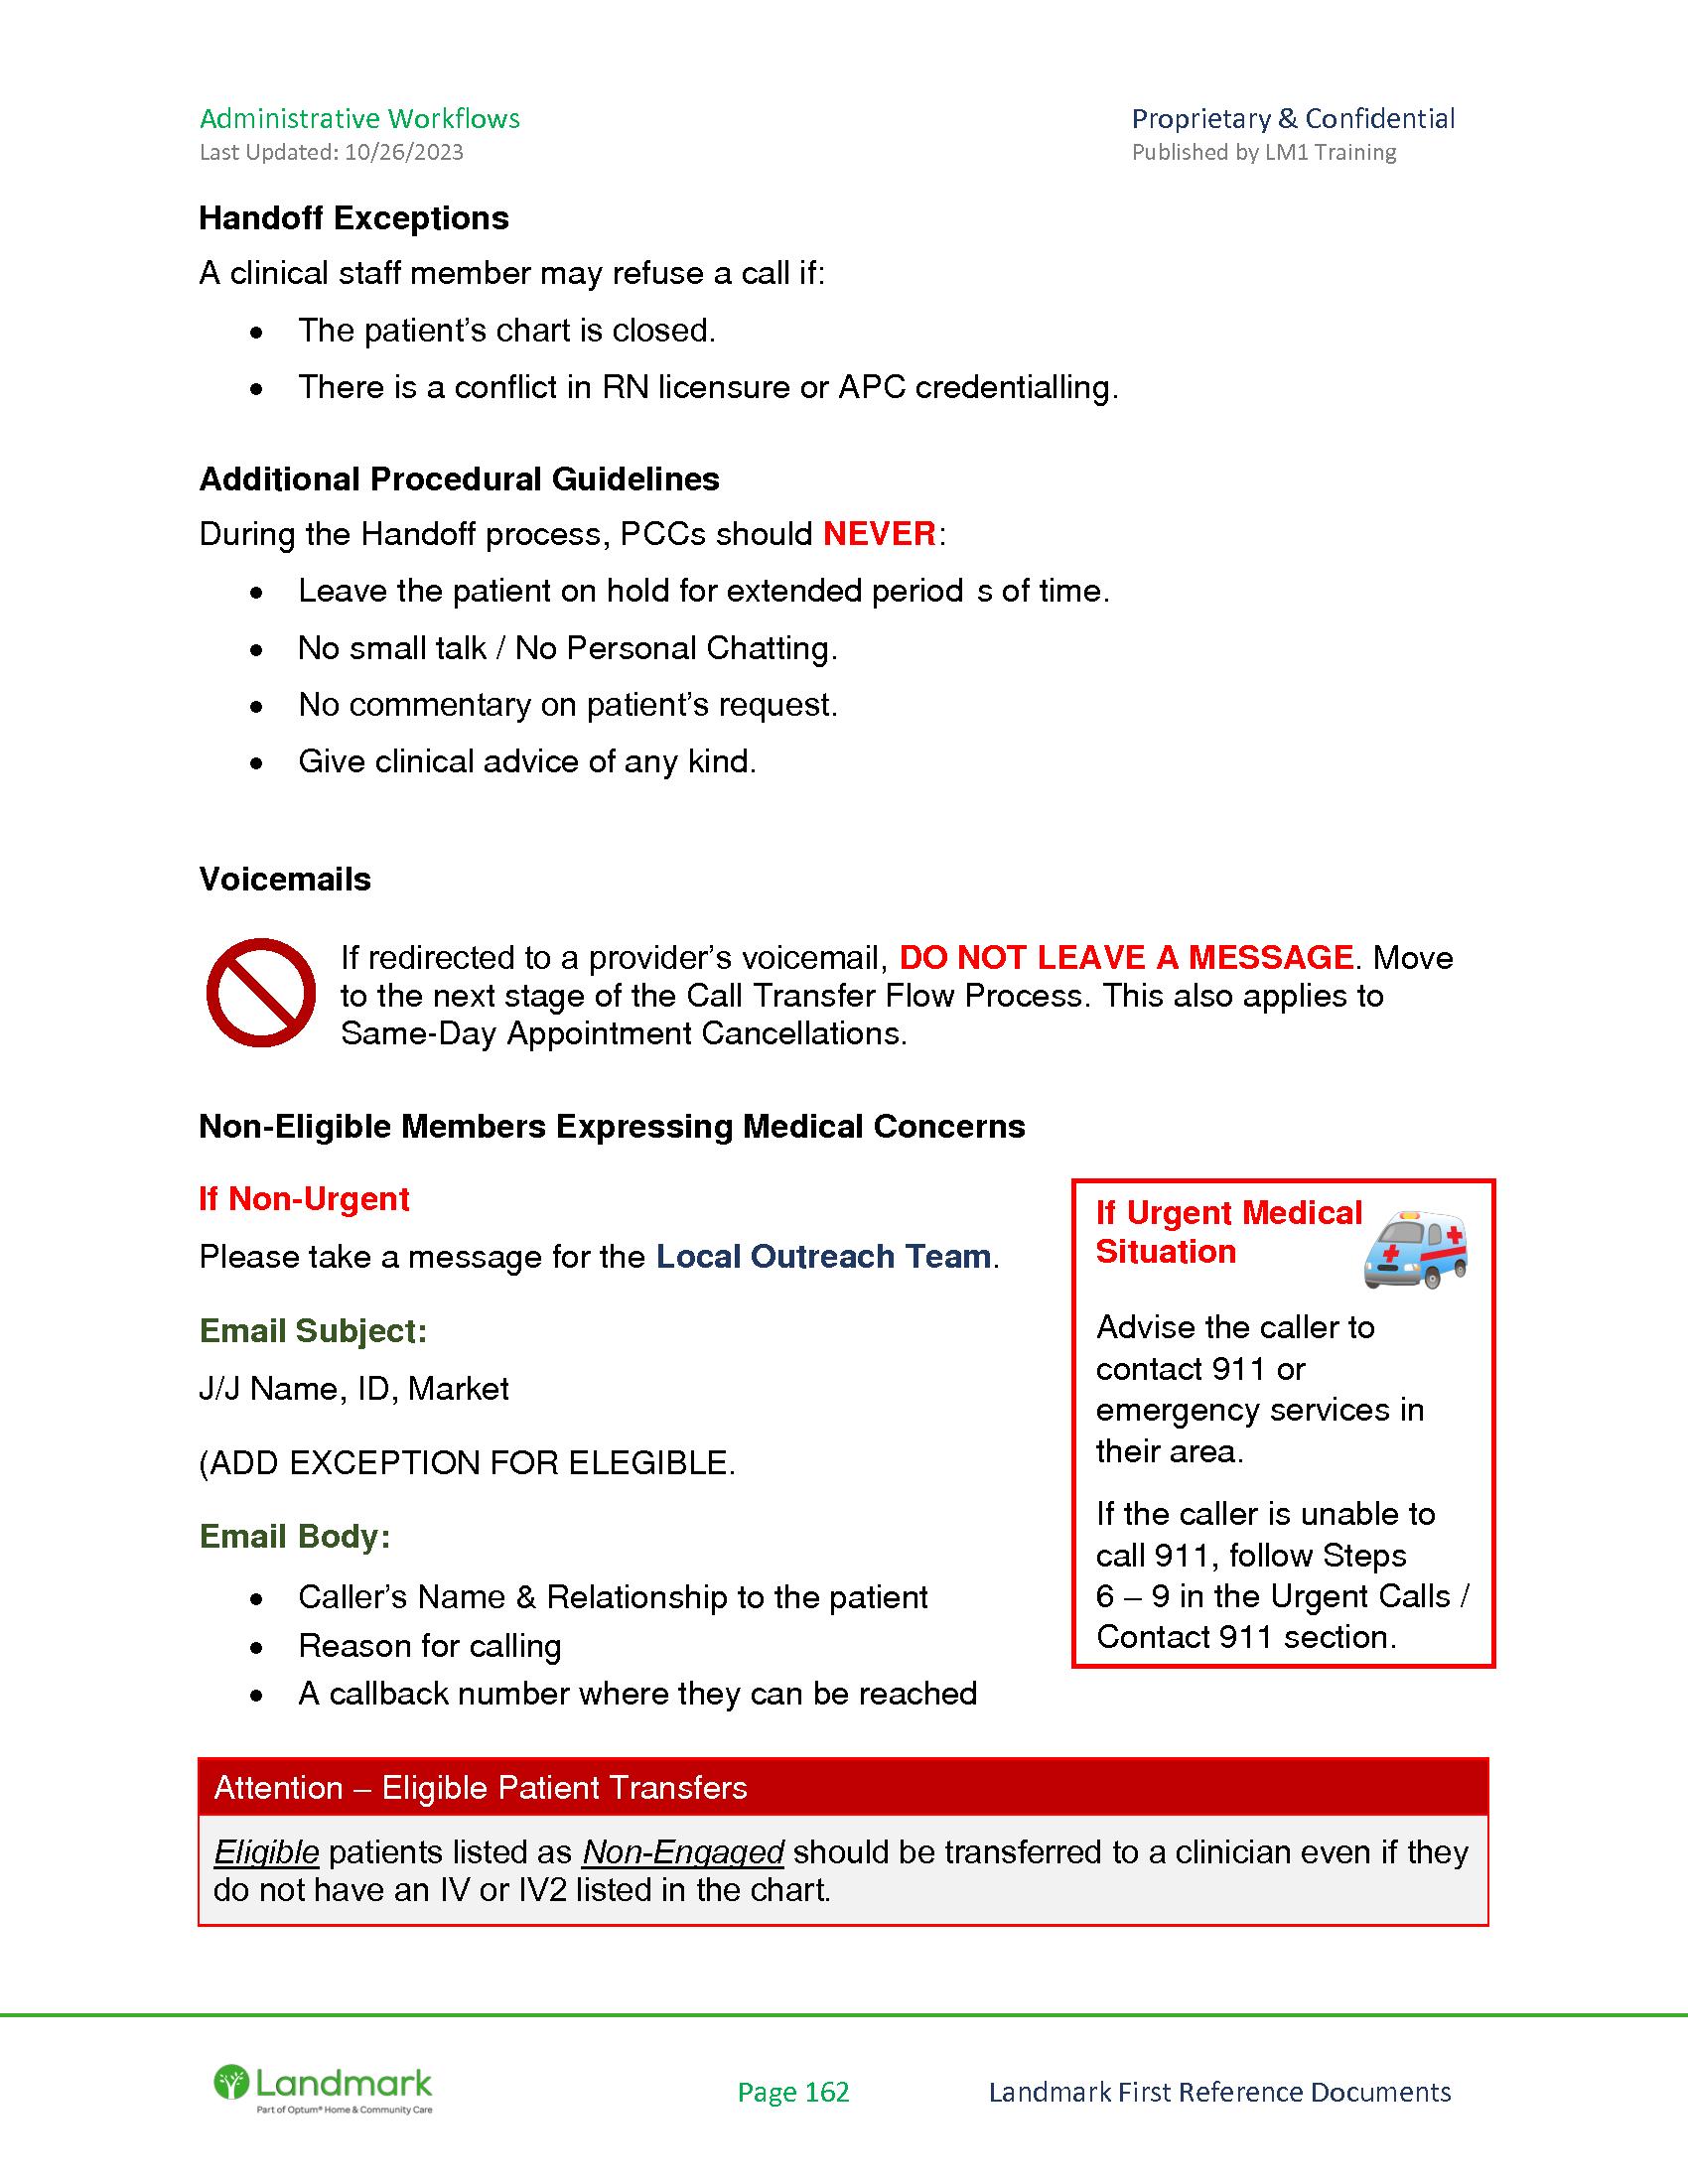 Administrative Workflows
Last Updated: 10/26/2023
Proprietary & Confidential
Published by LM1 Training
Handoff Exceptions
A clinical staff member may refuse a call if:
• The patient’s chart is closed.
• There is a conflict in RN licensure or APC credentialling.
Additional Procedural Guidelines
During the Handoff process, PCCs should NEVER:
• Leave the patient on hold for extended period s of time.
• No small talk / No Personal Chatting.
• No commentary on patient’s request.
• Give clinical advice of any kind.
Voicemails
If redirected to a provider’s voicemail, DO NOT LEAVE A MESSAGE. Move
to the next stage of the Call Transfer Flow Process. This also applies to
Same-Day Appointment Cancellations.
Non-Eligible Members Expressing Medical Concerns
If Non-Urgent
Please take a message for the Local Outreach Team.
Email Subject:
J/J Name, ID, Market
(ADD EXCEPTION FOR ELEGIBLE.
Email Body:
• Caller’s Name & Relationship to the patient
• Reason for calling
• A callback number where they can be reached
If Urgent Medical
Situation
Advise the caller to
contact 911 or
emergency services in
their area.
If the caller is unable to
call 911, follow Steps
6 – 9 in the Urgent Calls /
Contact 911 section.
Attention – Eligible Patient Transfers
Eligible patients listed as Non-Engaged should be transferred to a clinician even if they
do not have an IV or IV2 listed in the chart.
Landmark
Part of Optum® Home & Community Care
Page 162
Landmark First Reference Documents